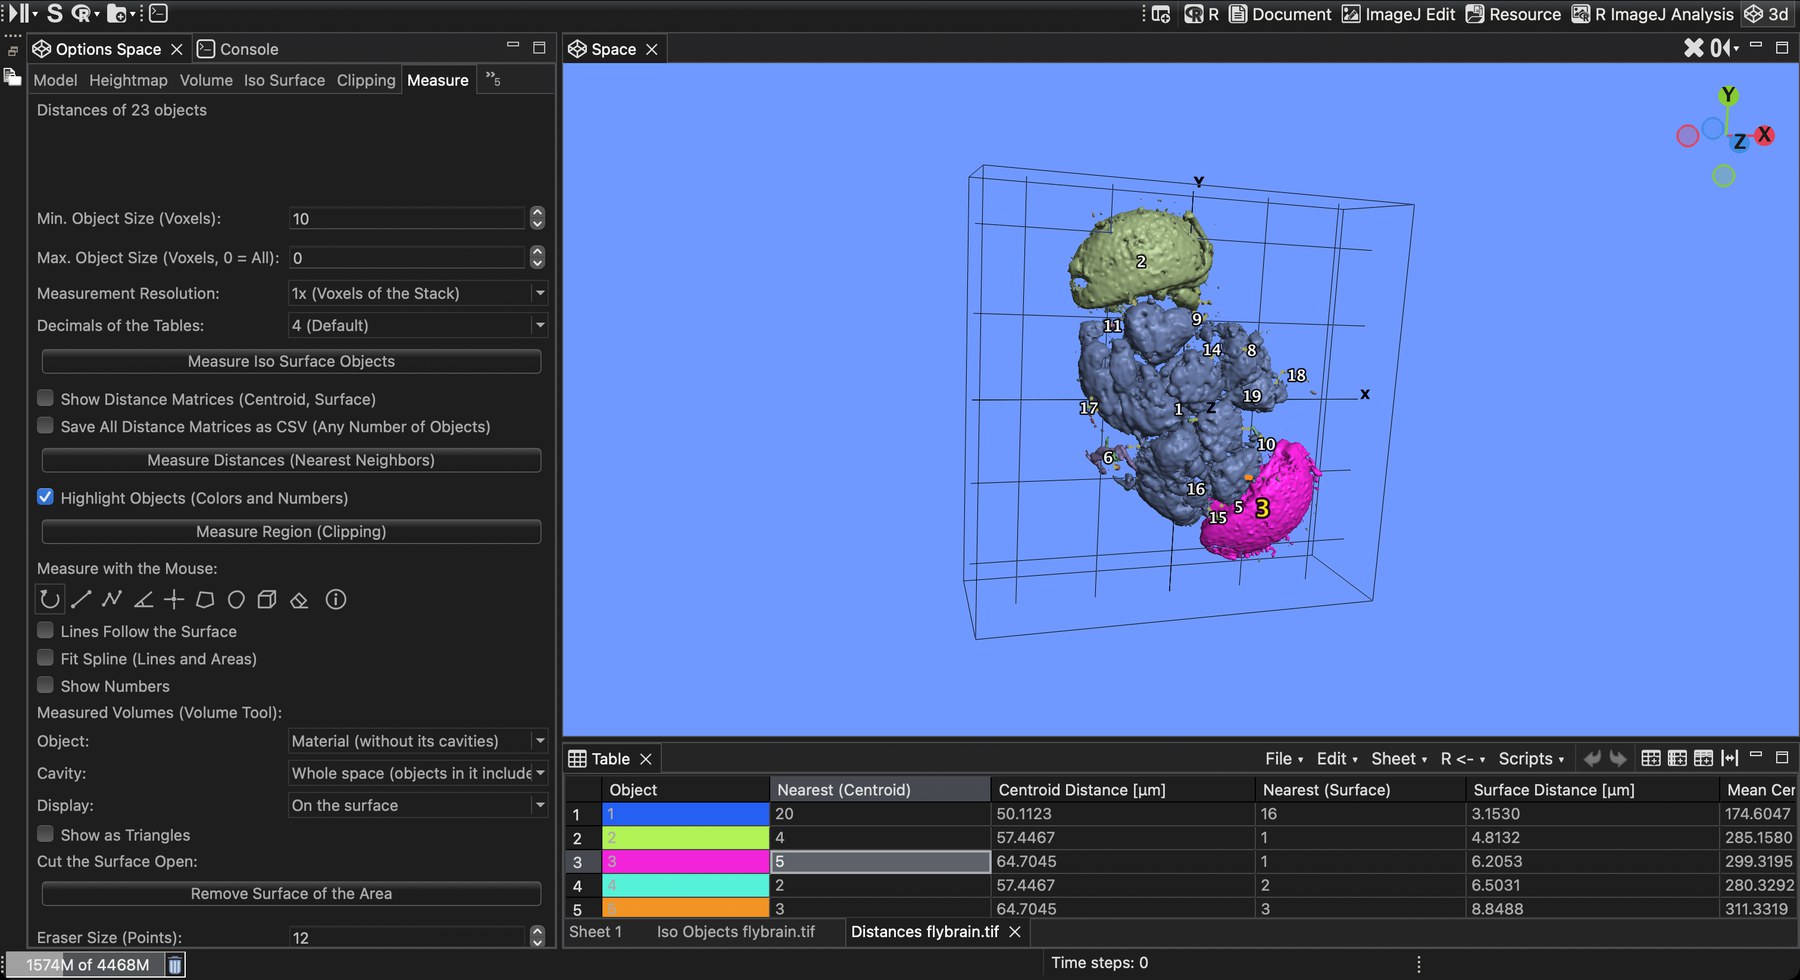 R Document ImageJ Edit Resource R ImageJ Analysis 3d
Options Space Console
Space
Model Heightmap Volume Iso Surface Clipping Measure »5
Distances of 23 objects
Min. Object Size (Voxels): 10
Max. Object Size (Voxels, 0 = All): 0
Measurement Resolution: 1x (Voxels of the Stack)
Decimals of the Tables: 4 (Default)
Measure Iso Surface Objects
Show Distance Matrices (Centroid, Surface)
Save All Distance Matrices as CSV (Any Number of Objects)
Measure Distances (Nearest Neighbors)
Highlight Objects (Colors and Numbers)
Measure Region (Clipping)
Measure with the Mouse:
Lines Follow the Surface
Fit Spline (Lines and Areas)
Show Numbers
Measured Volumes (Volume Tool):
Object: Material (without its cavities)
Cavity: Whole space (objects in it include
Display: On the surface
Show as Triangles
Cut the Surface Open:
Remove Surface of the Area
Eraser Size (Points): 12
1574M of 4468M
Y
Z X
Y
2
11 9
14 8
18
19
X
17 1 Z
10
6
16
5 3
15
Table
File Edit Sheet R <- Scripts
Object Nearest (Centroid) Centroid Distance [µm] Nearest (Surface) Surface Distance [µm] Mean Cer
1 1 20 50.1123 16 3.1530 174.6047
2 2 4 57.4467 1 4.8132 285.1580
3 3 5 64.7045 1 6.2053 299.3195
4 4 2 57.4467 2 6.5031 280.3292
5 5 3 64.7045 3 8.8488 311.3319
Sheet 1 Iso Objects flybrain.tif Distances flybrain.tif
Time steps: 0